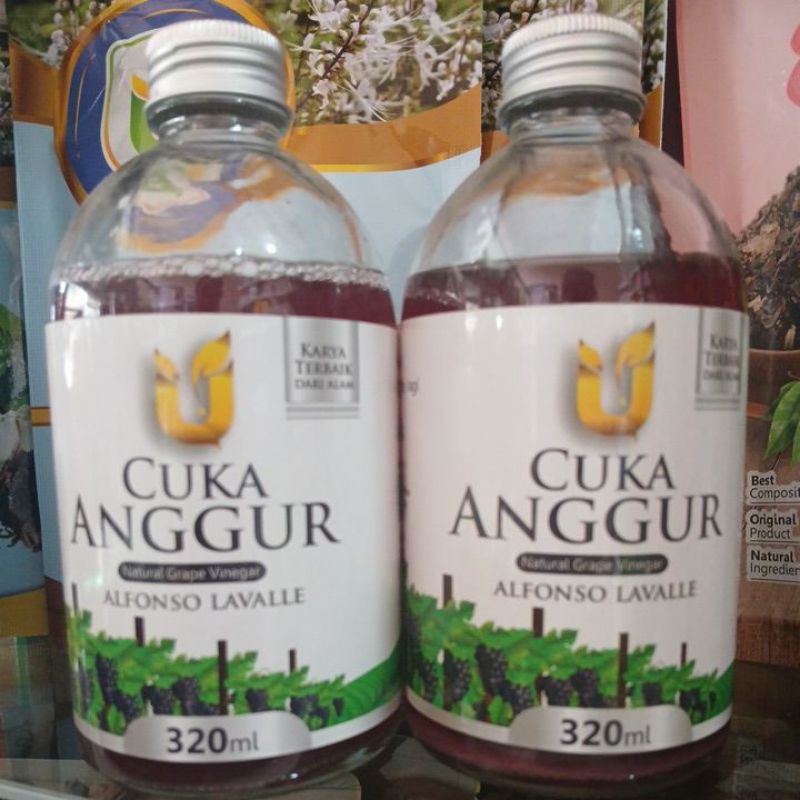 KARYA
TERBAIK
DARI ALAM
CUKA
ANGGUR
Natural Grape Vinegar
ALFONSO LAVALLE
320ml
KARYA
TERBAIK
DARI ALAM
CUKA
ANGGUR
Natural Grape Vinegar
ALFONSO LAVALLE
320ml
Best
Original
Product
Natural